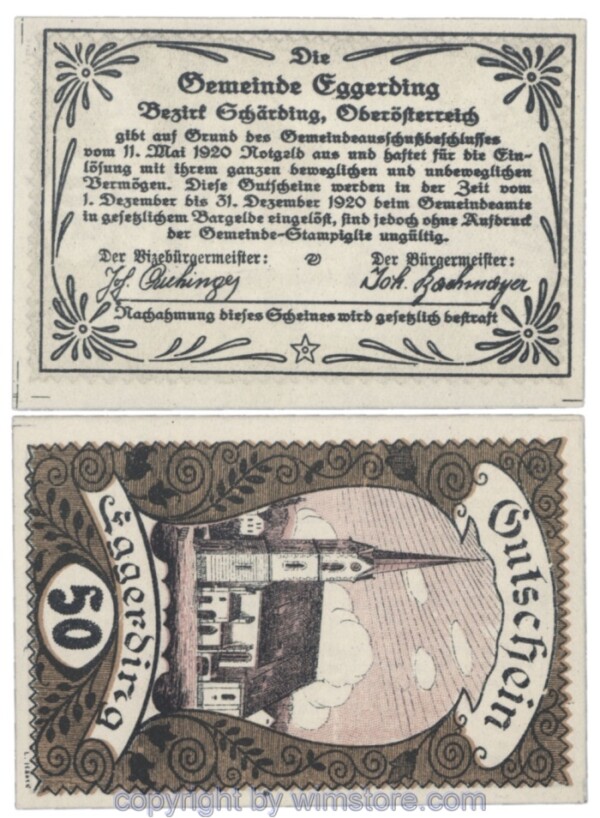 Die
Gemeinde Eggerding
Bezirk Schärding, Oberösterreich
gibt auf Grund des Gemeindeausschußbeschlusses
vom 11. Mai 1920 Notgeld aus und haftet für die Ein-
lösung mit ihrem ganzen beweglichen und unbeweglichen
Vermögen. Diese Gutscheine werden in der Zeit vom
1. Dezember bis 31. Dezember 1920 beim Gemeindeamte
in gesetzlichem Bargelde eingelöst, sind jedoch ohne Aufdruck
der Gemeinde-Stampiglie ungültig.
Der Vizebürgermeister: Der Bürgermeister:
Jos. Joh. Bachmayer
Nachahmung dieses Scheines wird gesetzlich bestraft
Gutschein
Eggerding
50
copyright by wimstore.com